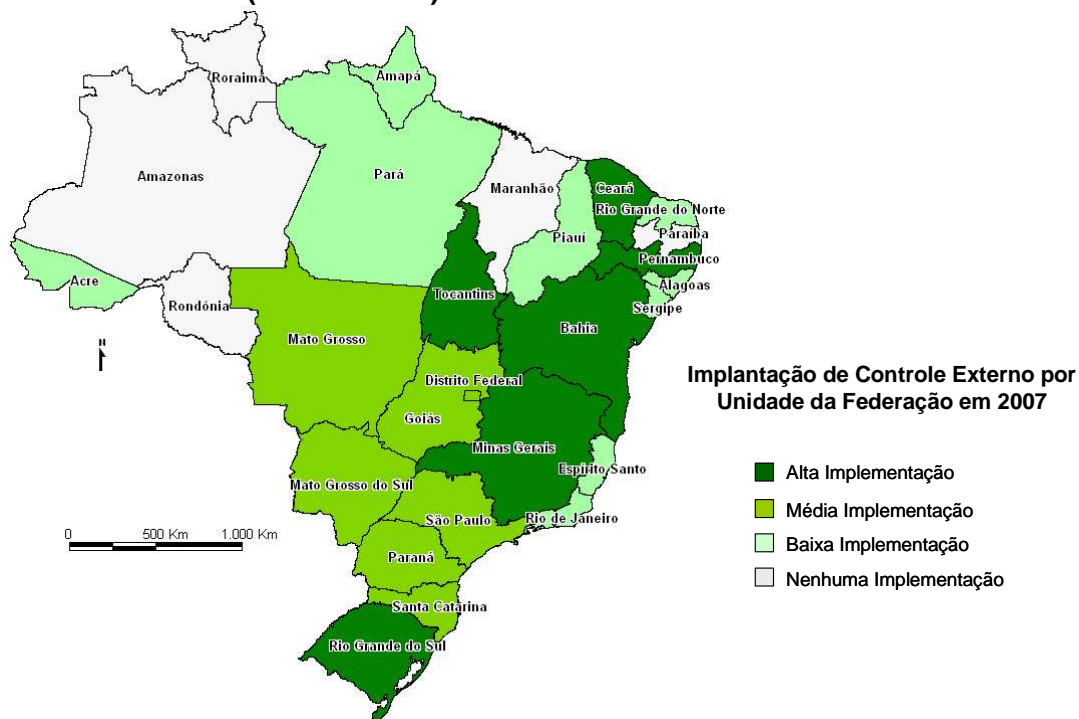 Roraima
Amapá
Amazonas
Pará
Maranhão
Ceará
Rio Grande do Norte
Paraíba
Piauí
Pernambuco
Acre
Alagoas
Rondônia
Tocantins
Sergipe
Bahia
Mato Grosso
N
Distrito Federal
Goiás
Implantação de Controle Externo por
Unidade da Federação em 2007
Minas Gerais
Espírito Santo
Alta Implementação
Mato Grosso do Sul
São Paulo
Rio de Janeiro
Média Implementação
0 500 Km 1.000 Km
Paraná
Baixa Implementação
Nenhuma Implementação
Santa Catarina
Rio Grande do Sul